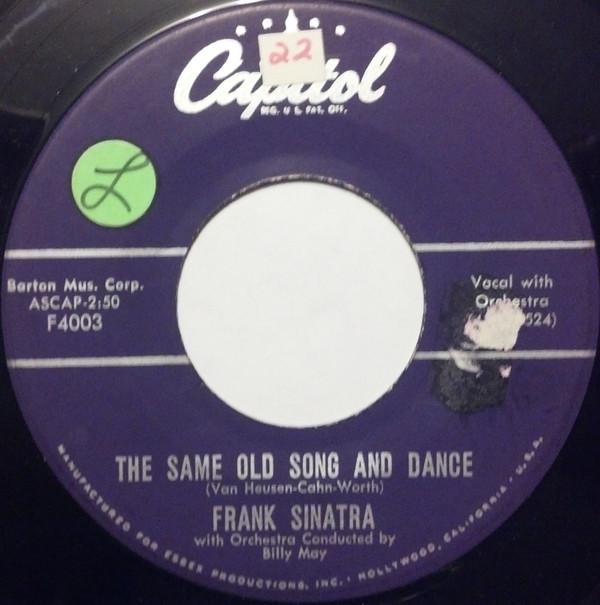 22
Capitol
REG. U.S. PAT. OFF.
L
Barton Mus. Corp.
ASCAP-2:50
F4003
Vocal with
Orchestra
524)
THE SAME OLD SONG AND DANCE
(Van Heusen-Cahn-Worth)
FRANK SINATRA
with Orchestra Conducted by
Billy May
MANUFACTURED FOR ESSEX PRODUCTIONS, INC. • HOLLYWOOD, CALIFORNIA • U.S.A.